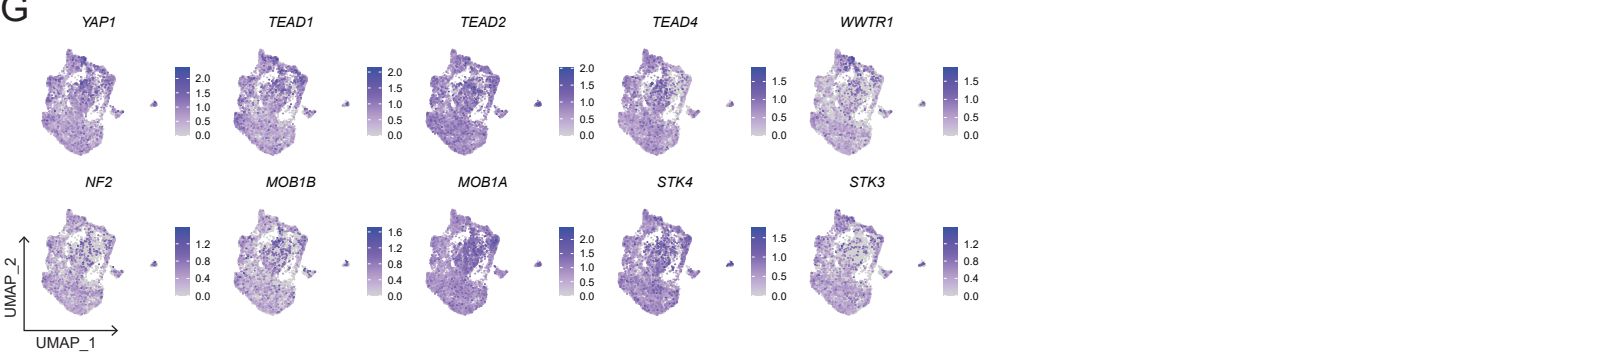 G
YAP1 TEAD1 TEAD2 TEAD4 WWTR1
2.0 1.5 1.0 0.5 0.0
2.0 1.5 1.0 0.5 0.0
2.0 1.5 1.0 0.5 0.0
1.5 1.0 0.5 0.0
1.5 1.0 0.5 0.0
NF2 MOB1B MOB1A STK4 STK3
1.2 0.8 0.4 0.0
1.6 1.2 0.8 0.4 0.0
2.0 1.5 1.0 0.5 0.0
1.5 1.0 0.5 0.0
1.2 0.8 0.4 0.0
UMAP_2
UMAP_1